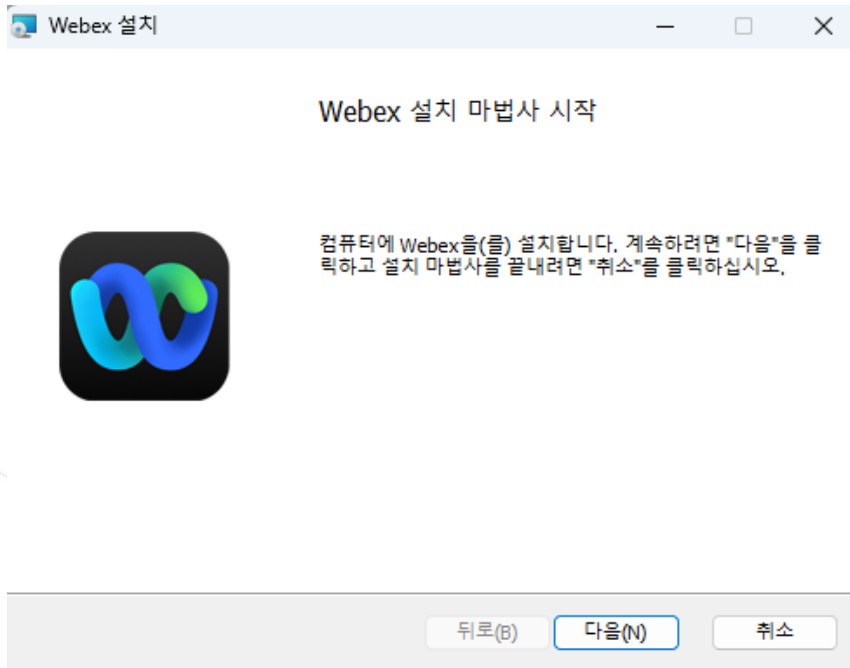 Webex 설치
Webex 설치 마법사 시작
컴퓨터에 Webex을(를) 설치합니다. 계속하려면 "다음"을 클
릭하고 설치 마법사를 끝내려면 "취소"를 클릭하십시오.
뒤로(B) 다음(N) 취소